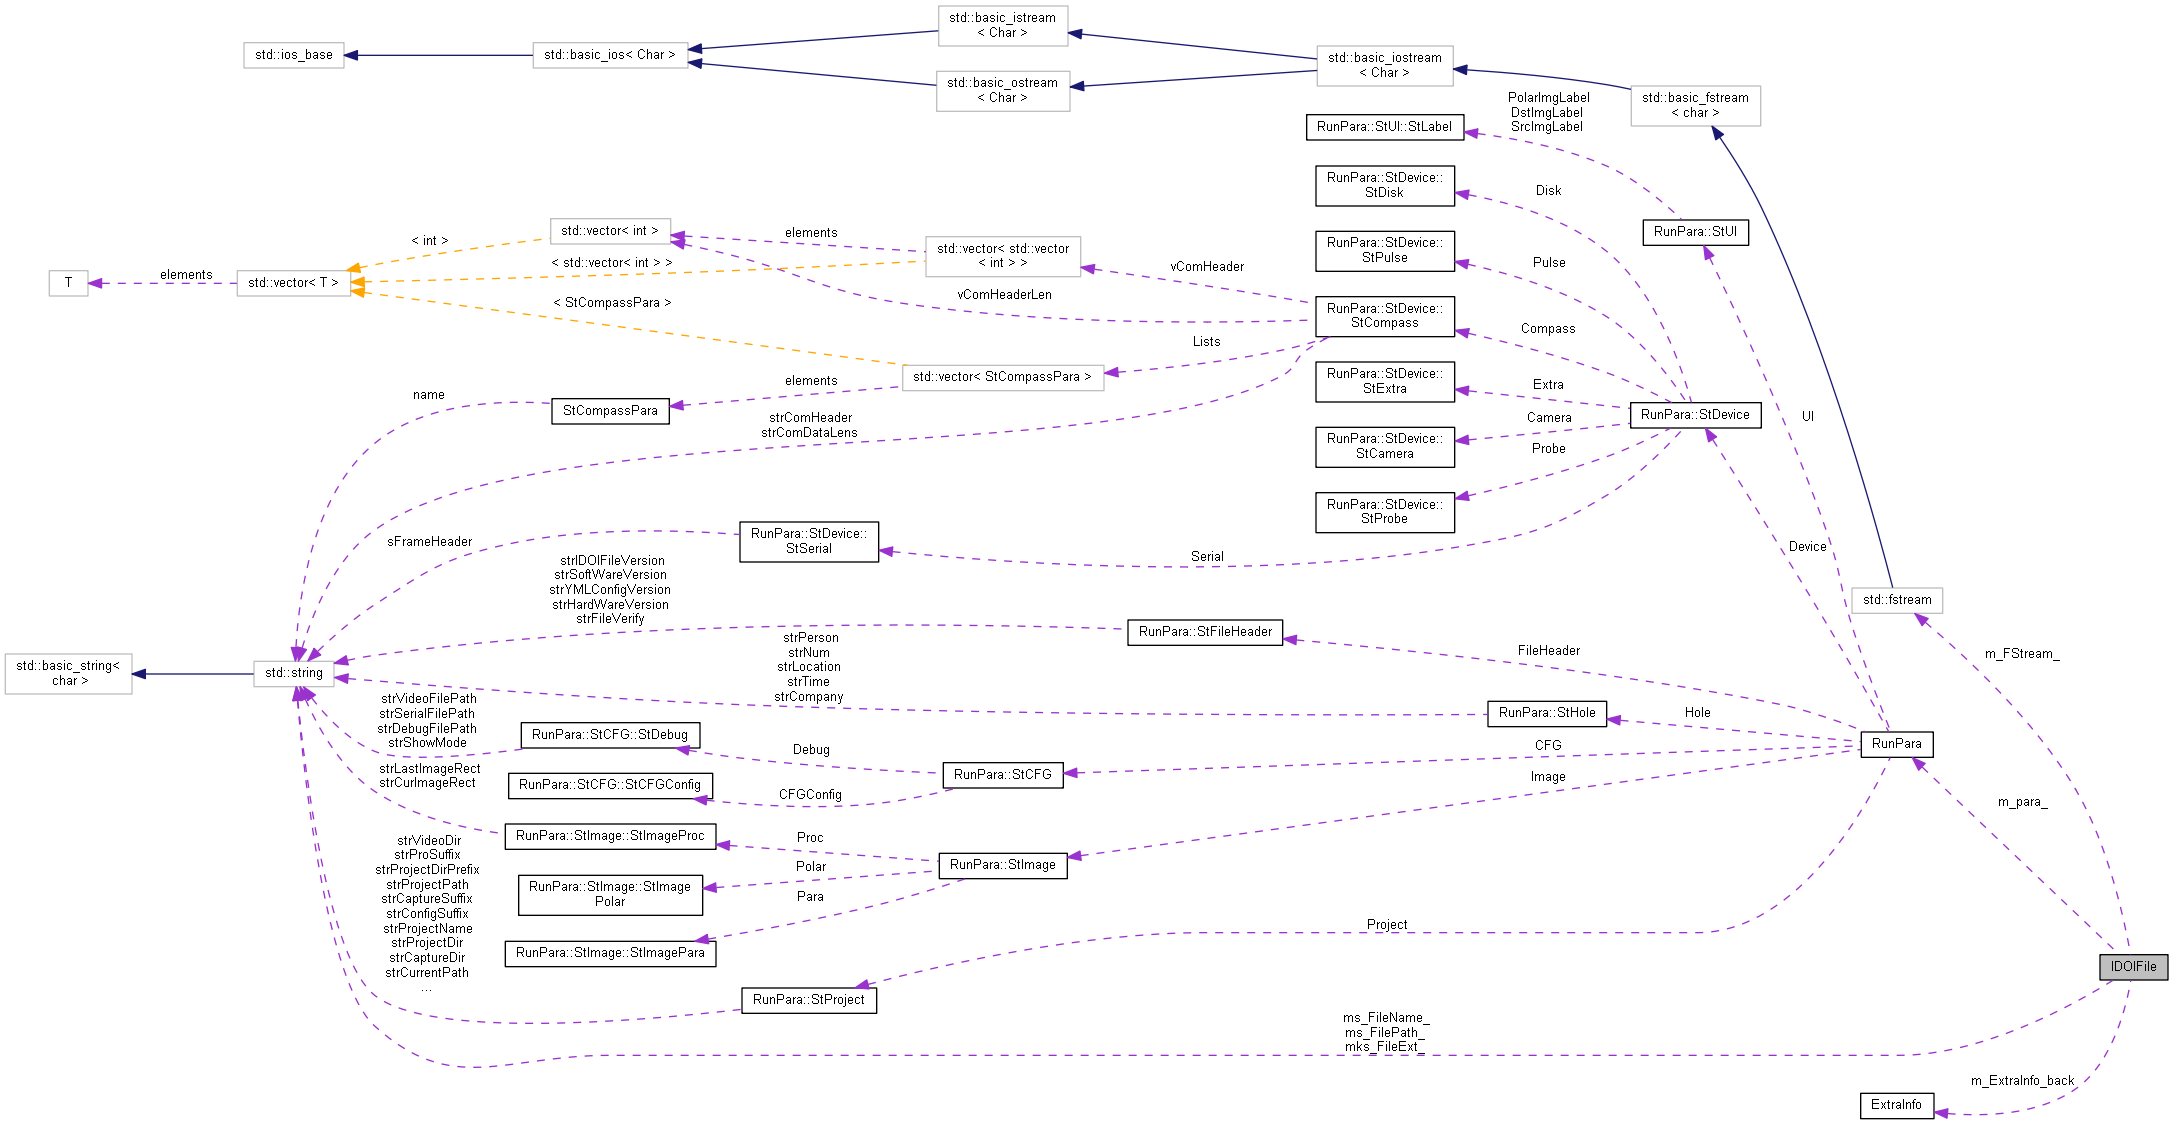 std::basic_istream
< Char >
std::ios_base
std::basic_ios< Char >
std::basic_iostream
< Char >
std::basic_ostream
< Char >
std::basic_fstream
< char >
PolarImgLabel
DstImgLabel
SrcImgLabel
RunPara::StUI::StLabel
RunPara::StDevice::
StDisk
Disk
std::vector< int >
elements
< int >
RunPara::StUI
std::vector< std::vector
< int > >
RunPara::StDevice::
StPulse
Pulse
< std::vector< int > >
vComHeader
T
elements
std::vector< T >
vComHeaderLen
< StCompassPara >
RunPara::StDevice::
StCompass
Compass
Lists
std::vector< StCompassPara >
elements
RunPara::StDevice::
StExtra
Extra
name
StCompassPara
strComHeader
strComDataLens
RunPara::StDevice
UI
Camera
RunPara::StDevice::
StCamera
Probe
RunPara::StDevice::
StProbe
sFrameHeader
RunPara::StDevice::
StSerial
Serial
Device
strIDOIFileVersion
strSoftWareVersion
strYMLConfigVersion
strHardWareVersion
strFileVerify
std::fstream
RunPara::StFileHeader
FileHeader
m_FStream_
strPerson
strNum
strLocation
strTime
strCompany
std::basic_string<
char >
std::string
strVideoFilePath
strSerialFilePath
strDebugFilePath
strShowMode
RunPara::StHole
Hole
RunPara::StCFG::StDebug
Debug
CFG
RunPara
strLastImageRect
strCurImageRect
RunPara::StCFG::StCFGConfig
CFGConfig
RunPara::StCFG
Image
m_para_
strVideoDir
strProSuffix
strProjectDirPrefix
strProjectPath
strCaptureSuffix
strConfigSuffix
strProjectName
strProjectDir
strCaptureDir
strCurrentPath
...
RunPara::StImage::StImageProc
Proc
RunPara::StImage
Polar
RunPara::StImage::StImage
Polar
Para
RunPara::StImage::StImagePara
Project
IDOIFile
RunPara::StProject
ms_FileName_
ms_FilePath_
mks_FileExt_
m_ExtraInfo_back
ExtraInfo